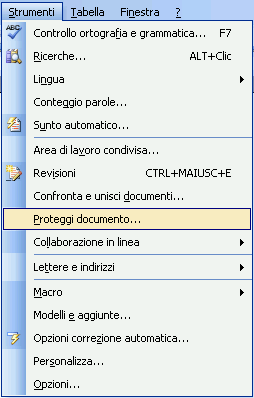 Strumenti Tabella Finestra ?
Controllo ortografia e grammatica... F7
Ricerche... ALT+Clic
Lingua
Conteggio parole...
Sunto automatico...
Area di lavoro condivisa...
Revisioni CTRL+MAIUSC+E
Confronta e unisci documenti...
Proteggi documento...
Collaborazione in linea
Lettere e indirizzi
Macro
Modelli e aggiunte...
Opzioni correzione automatica...
Personalizza...
Opzioni...